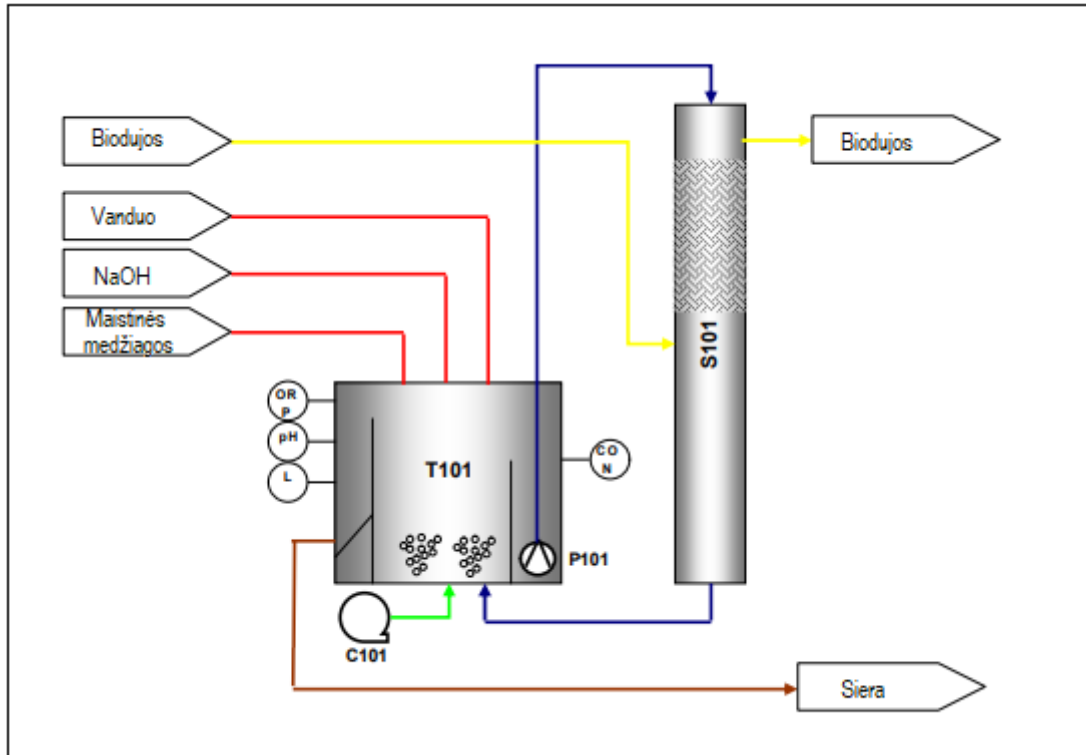 Biodujos
Biodujos
Vanduo
NaOH
Maistinės
medžiagos
S101
OR
P
pH
L
CO
N
T101
P101
C101
Siera